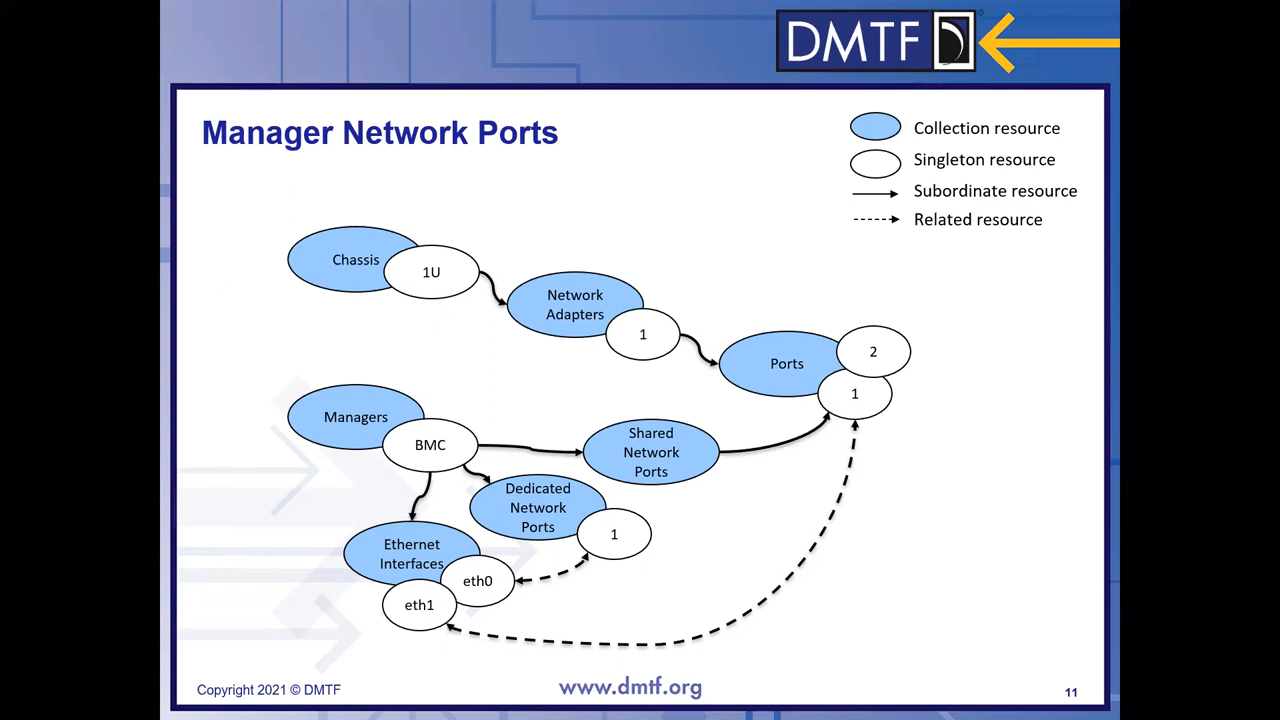 DMTF
©
Manager Network Ports
Collection resource
Singleton resource
Subordinate resource
Related resource
Chassis
1U
Network
Adapters
1
Ports
2
1
Managers
BMC
Shared
Network
Ports
Dedicated
Network
Ports
1
Ethernet
Interfaces
eth0
eth1
Copyright 2021 © DMTF
www.dmtf.org
11